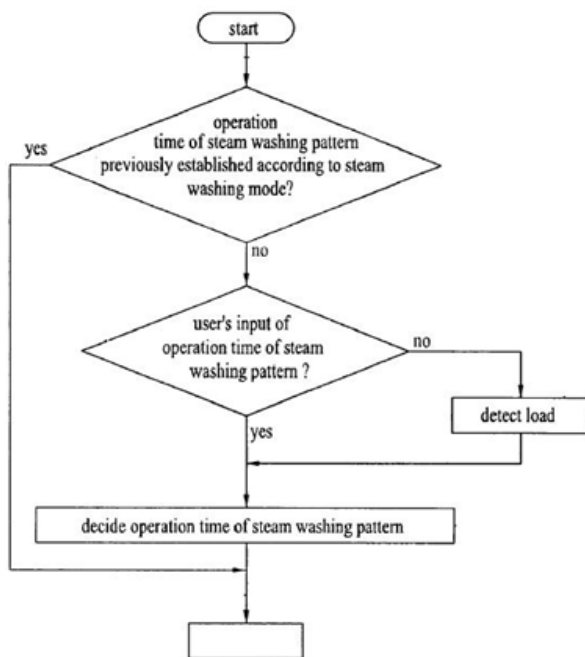 start
operation
time of steam washing pattern
yes
previously established according to steam
washing mode?
no
user's input of
operation time of steam
no
washing pattern ?
detect load
yes
decide operation time of steam washing pattern